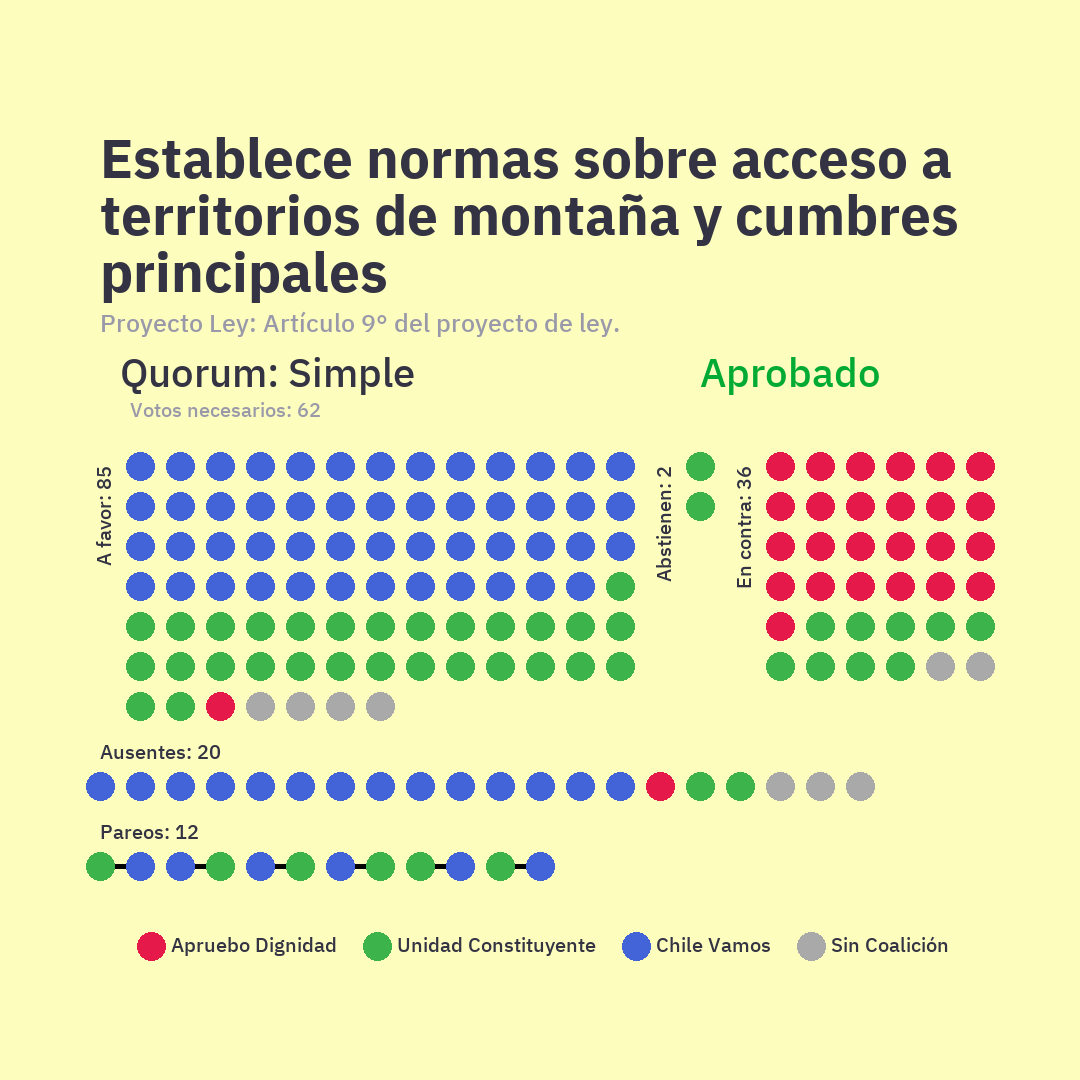 Establece normas sobre acceso a
territorios de montaña y cumbres
principales
Proyecto Ley: Artículo 9° del proyecto de ley.
Quorum: Simple
Aprobado
Votos necesarios: 62
A favor: 85
Abstienen: 2
En contra: 36
Ausentes: 20
Pareos: 12
Apruebo Dignidad
Unidad Constituyente
Chile Vamos
Sin Coalición